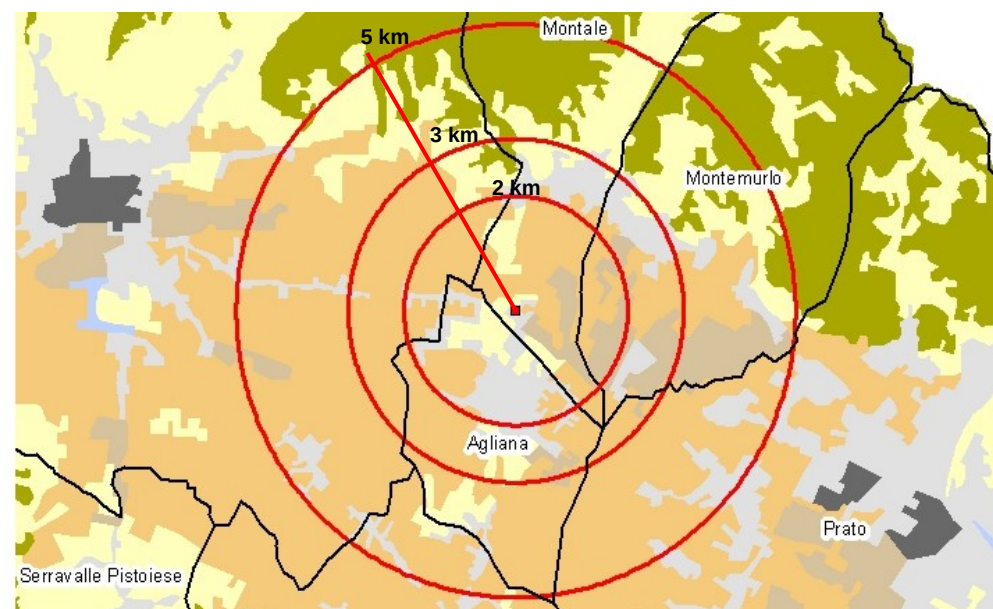 Montale
5 km
3 km
Montemurlo
2 km
Agliana
Prato
Serravalle Pistoiese